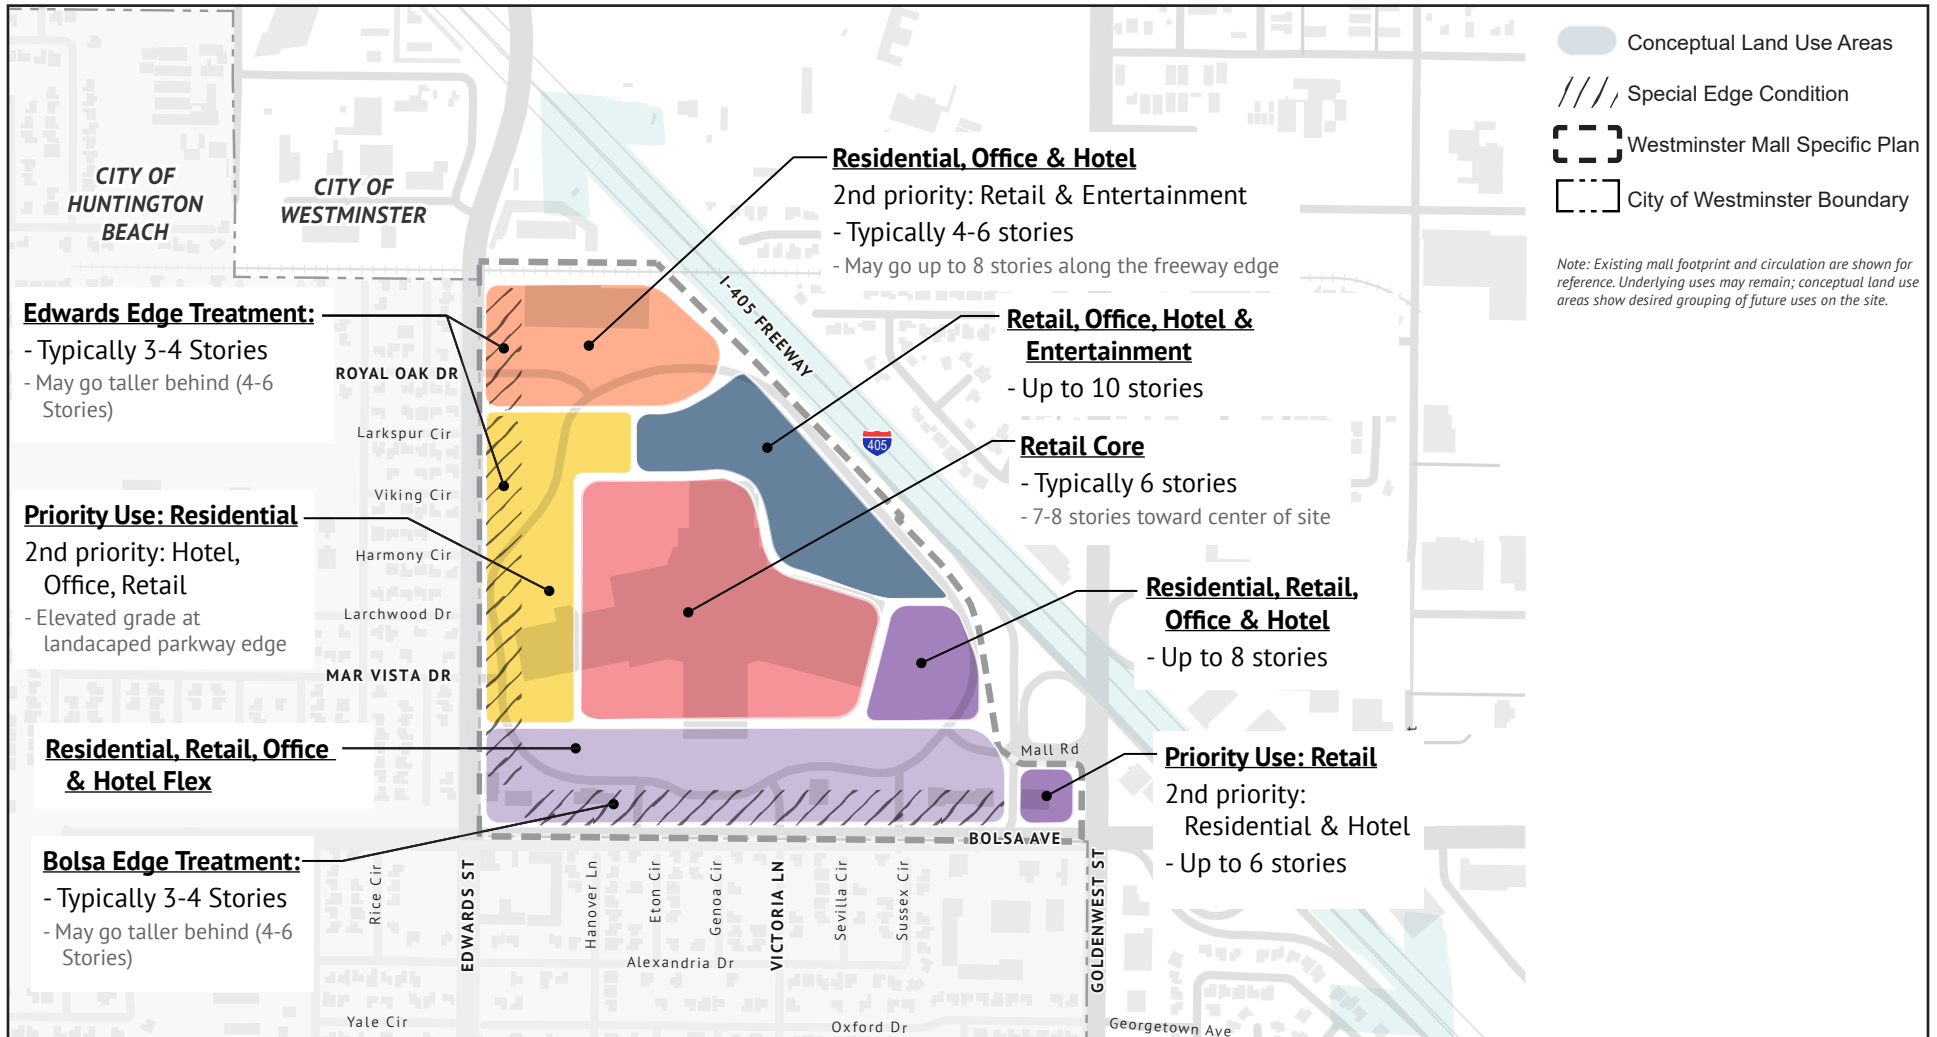 CITY OF
HUNTINGTON
BEACH
CITY OF
WESTMINSTER
Residential, Office & Hotel
2nd priority: Retail & Entertainment
- Typically 4-6 stories
- May go up to 8 stories along the freeway edge
Conceptual Land Use Areas
Special Edge Condition
Westminster Mall Specific Plan
City of Westminster Boundary
Note: Existing mall footprint and circulation are shown for
reference. Underlying uses may remain; conceptual land use
areas show desired grouping of future uses on the site.
I-405 FREEWAY
405
Edwards Edge Treatment:
- Typically 3-4 Stories
- May go taller behind (4-6
Stories)
Retail, Office, Hotel &
Entertainment
- Up to 10 stories
ROYAL OAK DR
Larkspur Cir
Viking Cir
Harmony Cir
Larchwood Dr
MAR VISTA DR
Retail Core
- Typically 6 stories
- 7-8 stories toward center of site
Priority Use: Residential
2nd priority: Hotel,
Office, Retail
- Elevated grade at
landacaped parkway edge
Residential, Retail,
Office & Hotel
- Up to 8 stories
Residential, Retail, Office
& Hotel Flex
Mall Rd
Priority Use: Retail
2nd priority:
Residential & Hotel
- Up to 6 stories
Bolsa Edge Treatment:
- Typically 3-4 Stories
- May go taller behind (4-6
Stories)
BOLSA AVE
Rice Cir
EDWARDS ST
Hanover Ln
Eton Cir
Genoa Cir
VICTORIA LN
Sevilla Cir
Sussex Cir
GOLDENWEST ST
Alexandria Dr
Yale Cir
Oxford Dr
Georgetown Ave